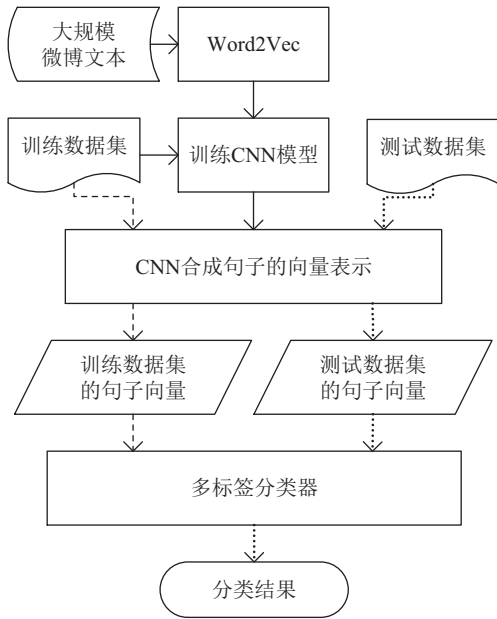 大规模
微博文本
Word2Vec
训练数据集
训练CNN模型
测试数据集
CNN合成句子的向量表示
训练数据集
的句子向量
测试数据集
的句子向量
多标签分类器
分类结果